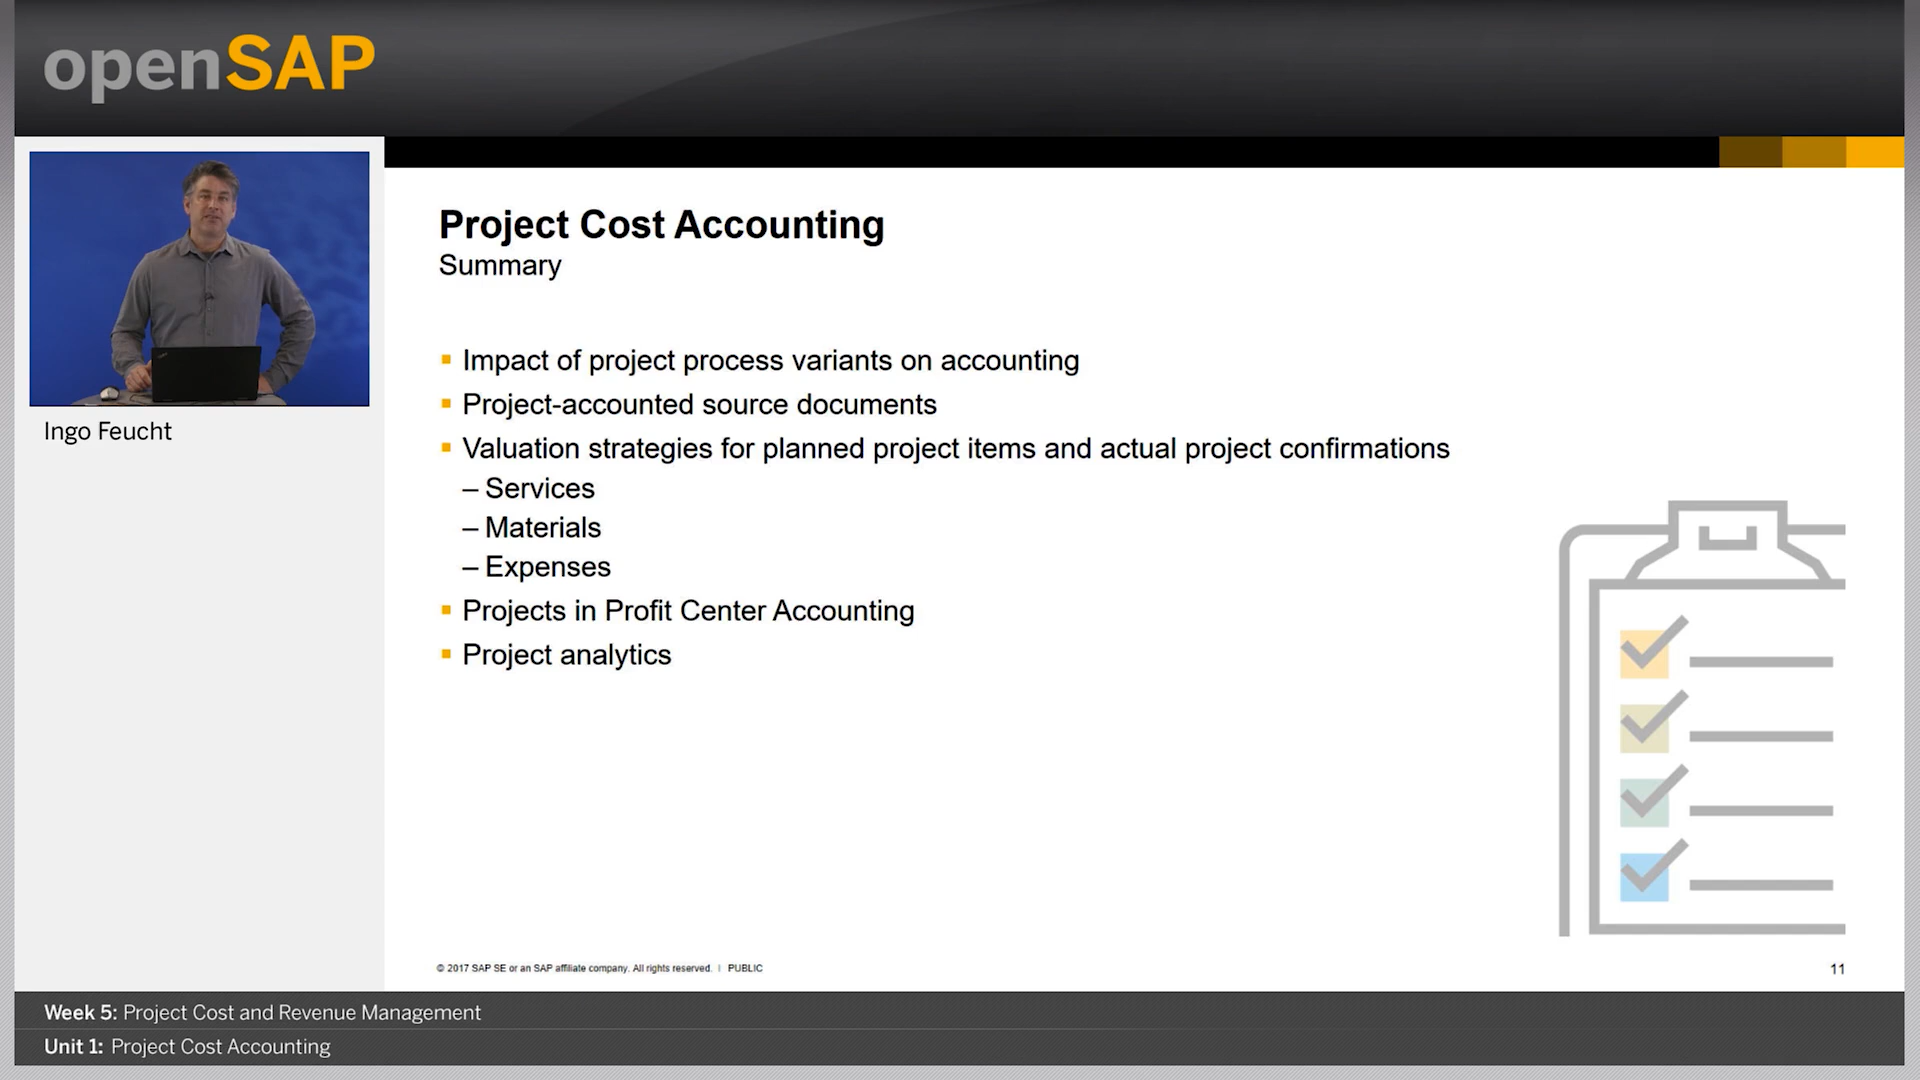 openSAP
Ingo Feucht
Project Cost Accounting
Summary
▪ Impact of project process variants on accounting
▪ Project-accounted source documents
▪ Valuation strategies for planned project items and actual project confirmations
– Services
– Materials
– Expenses
▪ Projects in Profit Center Accounting
▪ Project analytics
© 2017 SAP SE or an SAP affiliate company. All rights reserved. | PUBLIC
11
Week 5: Project Cost and Revenue Management
Unit 1: Project Cost Accounting